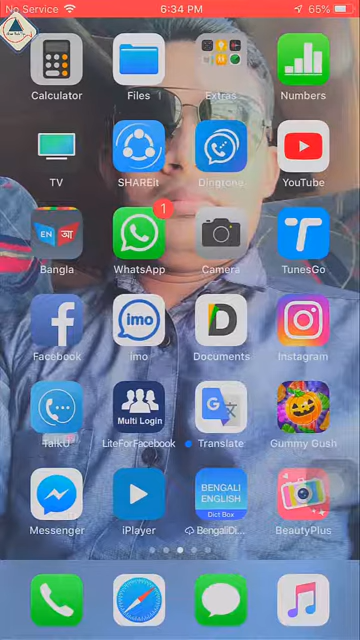 No Service 6:34 PM 65%
Calculator Files Extras Numbers
TV SHAREit Dingtone YouTube
EN আ
1
Bangla WhatsApp Camera TunesGo
imo
Facebook imo Documents Instagram
Multi Login
TalkU LiteForFacebook Translate Gummy Gush
BENGALI
ENGLISH
Dict Box
Messenger iPlayer BengaliDi... BeautyPlus